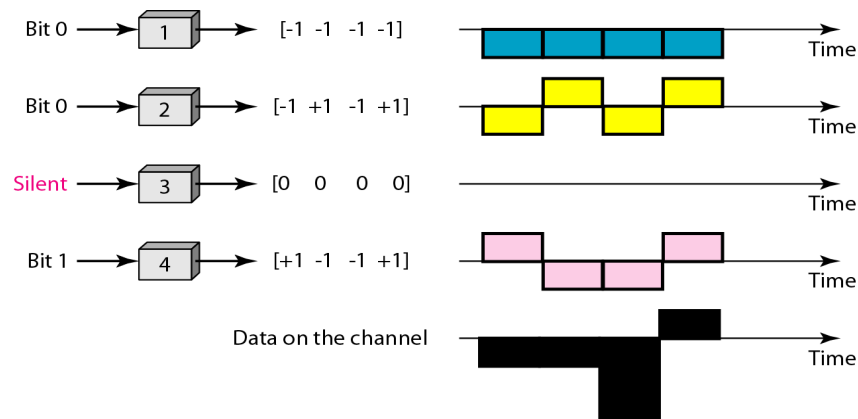 Bit 0 1 [-1 -1 -1 -1] Time
Bit 0 2 [-1 +1 -1 +1] Time
Silent 3 [0 0 0 0] Time
Bit 1 4 [+1 -1 -1 +1] Time
Data on the channel Time